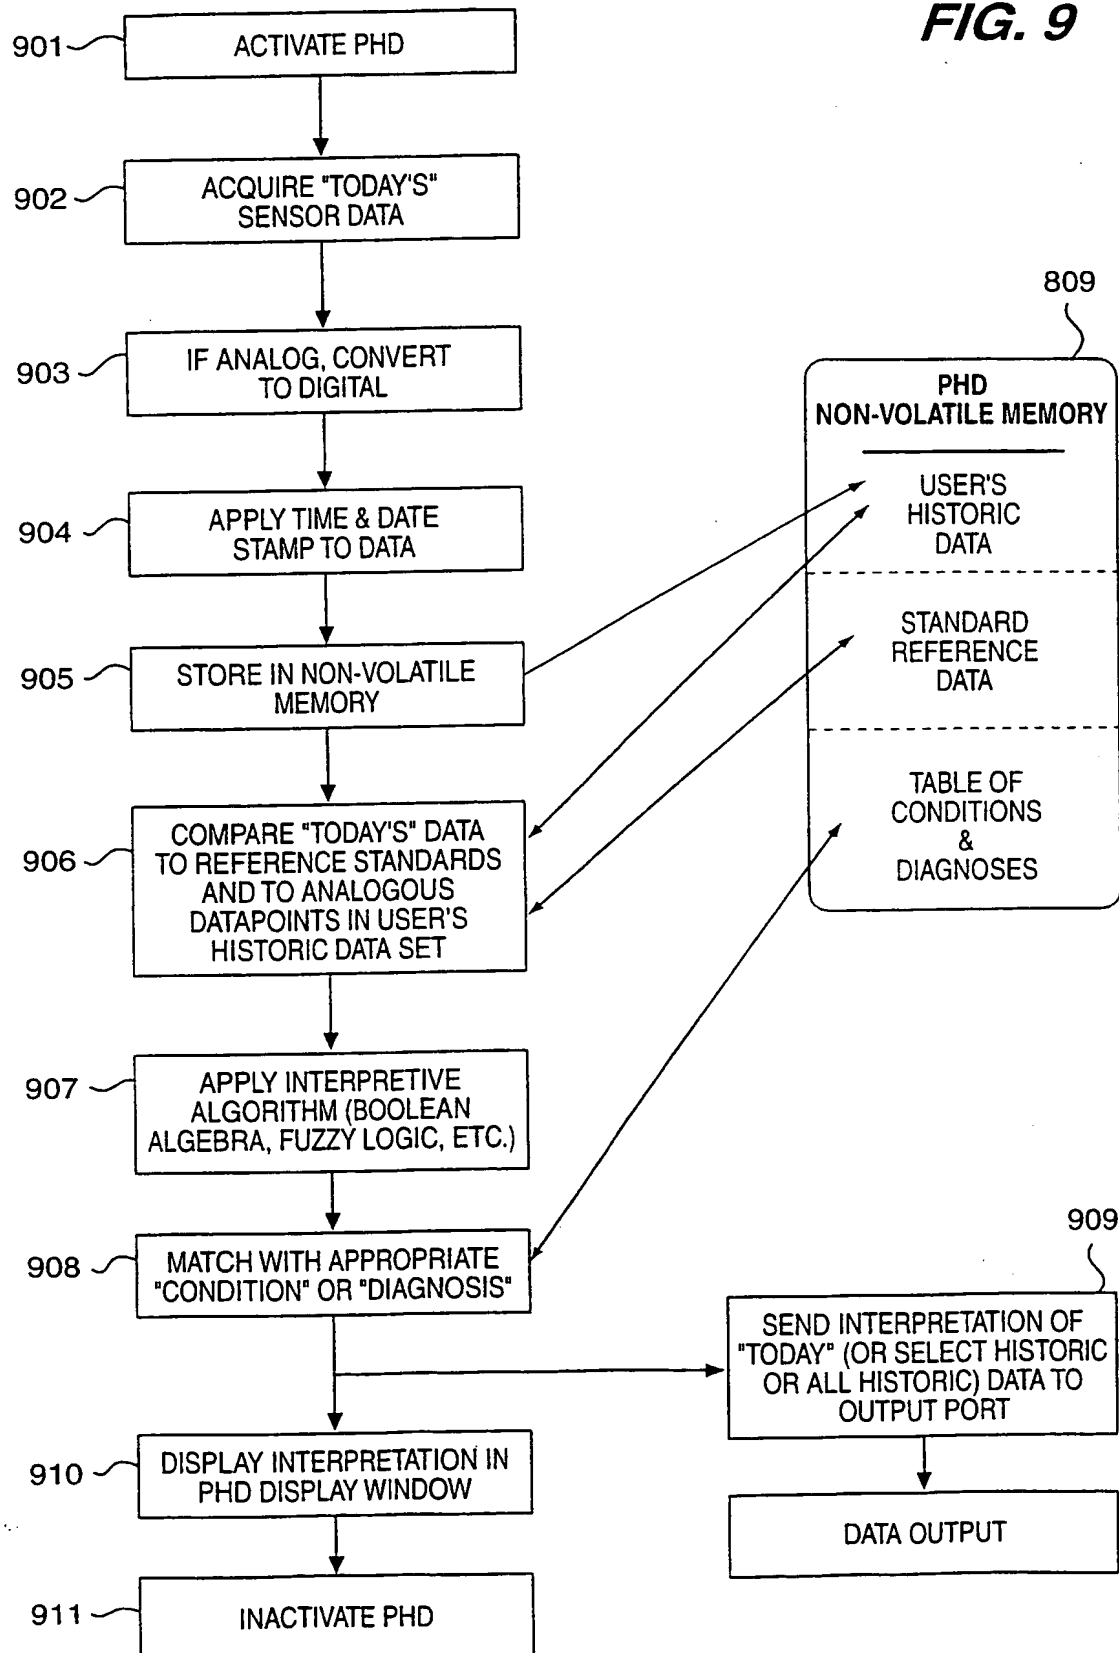 FIG. 9
901
ACTIVATE PHD
902
ACQUIRE "TODAY'S"
SENSOR DATA
903
IF ANALOG, CONVERT
TO DIGITAL
904
APPLY TIME & DATE
STAMP TO DATA
905
STORE IN NON-VOLATILE
MEMORY
906
COMPARE "TODAY'S" DATA
TO REFERENCE STANDARDS
AND TO ANALOGOUS
DATAPOINTS IN USER'S
HISTORIC DATA SET
907
APPLY INTERPRETIVE
ALGORITHM (BOOLEAN
ALGEBRA, FUZZY LOGIC, ETC.)
908
MATCH WITH APPROPRIATE
"CONDITION" OR "DIAGNOSIS"
910
DISPLAY INTERPRETATION IN
PHD DISPLAY WINDOW
911
INACTIVATE PHD
809
PHD
NON-VOLATILE MEMORY
USER'S
HISTORIC
DATA
STANDARD
REFERENCE
DATA
TABLE OF
CONDITIONS
&
DIAGNOSES
909
SEND INTERPRETATION OF
"TODAY" (OR SELECT HISTORIC
OR ALL HISTORIC) DATA TO
OUTPUT PORT
DATA OUTPUT